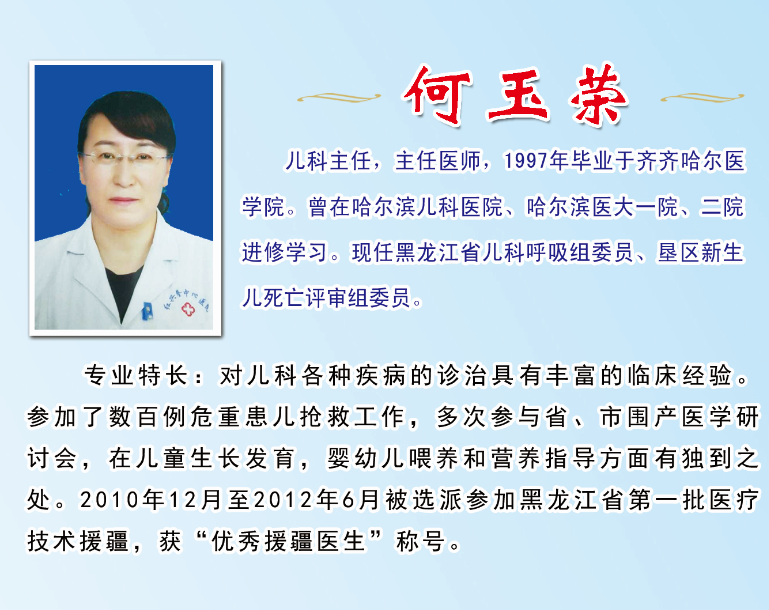 何玉荣
儿科主任，主任医师，1997年毕业于齐齐哈尔医
学院。曾在哈尔滨儿科医院、哈尔滨医大一院、二院
进修学习。现任黑龙江省儿科呼吸组委员、垦区新生
儿死亡评审组委员。
专业特长：对儿科各种疾病的诊治具有丰富的临床经验。
参加了数百例危重患儿抢救工作，多次参与省、市围产医学研
讨会，在儿童生长发育，婴幼儿喂养和营养指导方面有独到之
处。2010年12月至2012年6月被选派参加黑龙江省第一批医疗
技术援疆，获“优秀援疆医生”称号。